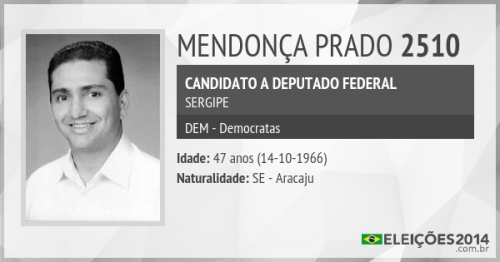 MENDONÇA PRADO 2510
CANDIDATO A DEPUTADO FEDERAL
SERGIPE
DEM - Democratas
Idade: 47 anos (14-10-1966)
Naturalidade: SE - Aracaju
ELEIÇÕES2014
.com.br